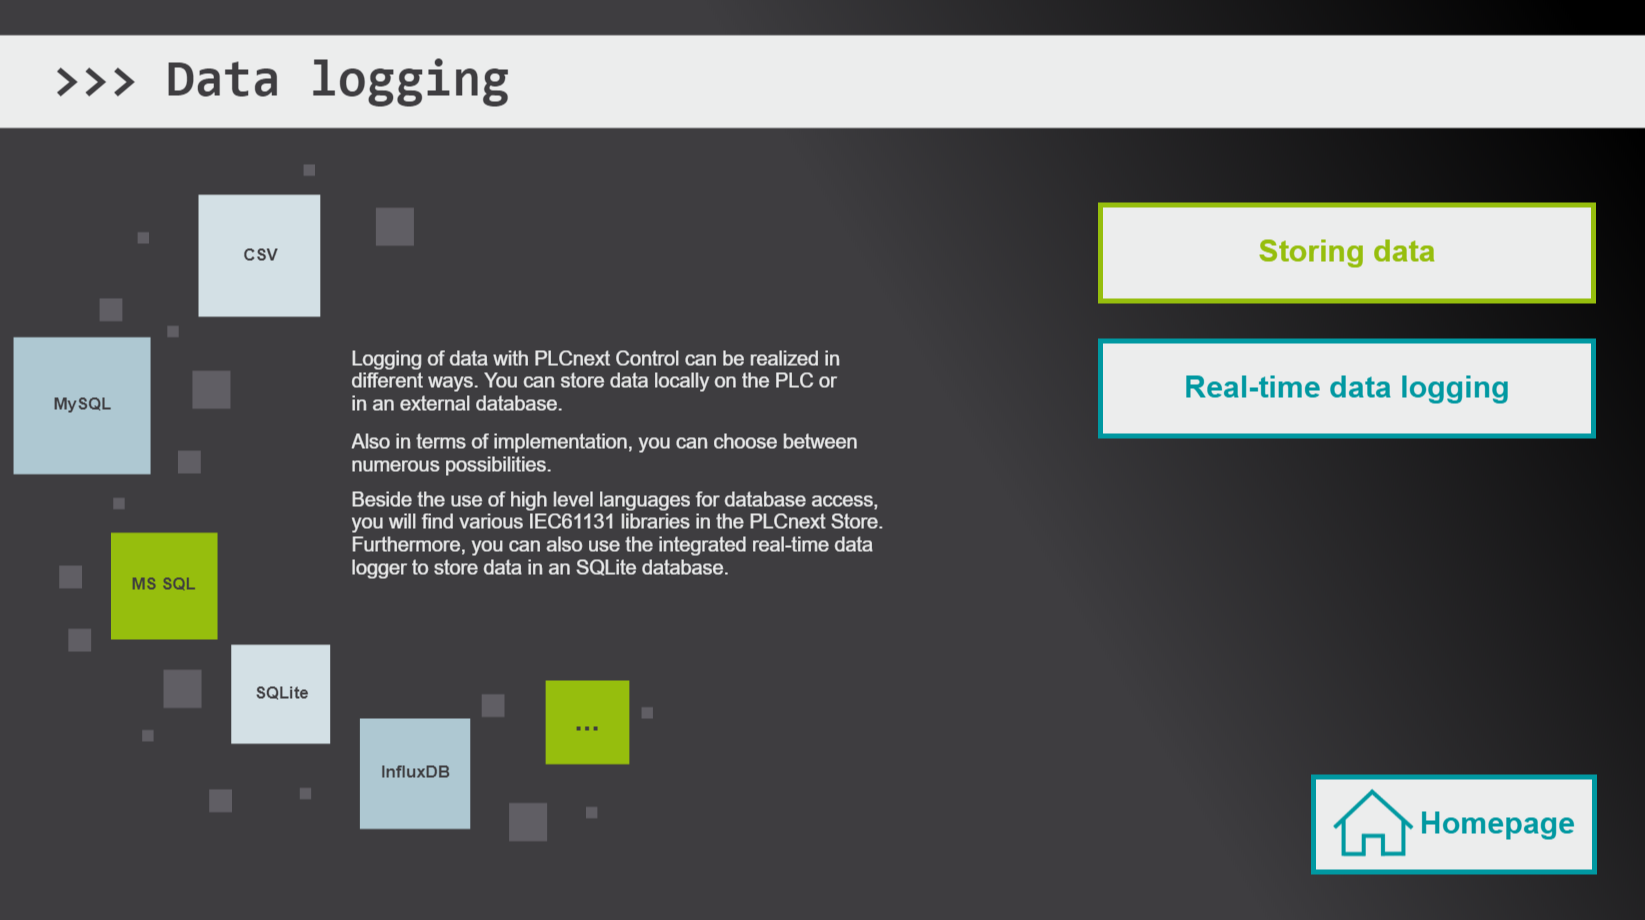 >>> Data logging
CSV
MySQL
MS SQL
SQLite
InfluxDB
...
Logging of data with PLCnext Control can be realized in
different ways. You can store data locally on the PLC or
in an external database.
Also in terms of implementation, you can choose between
numerous possibilities.
Beside the use of high level languages for database access,
you will find various IEC61131 libraries in the PLCnext Store.
Furthermore, you can also use the integrated real-time data
logger to store data in an SQLite database.
Storing data
Real-time data logging
Homepage